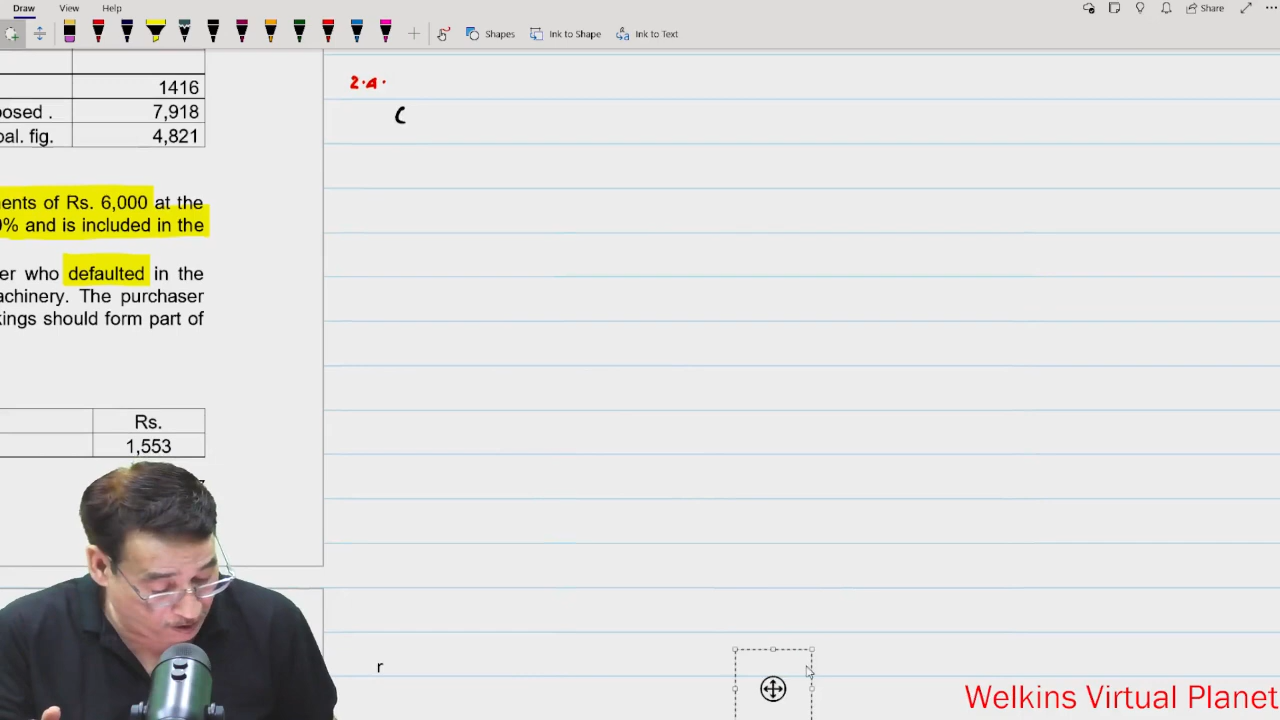 Draw View Help Share
Shapes Ink to Shape Ink to Text
1416
posed . 7,918
bal. fig. 4,821
2·A·
C
ents of Rs. 6,000 at the
0% and is included in the
er who defaulted in the
achinery. The purchaser
kings should form part of
Rs.
1,553
r
Welkins Virtual Planet